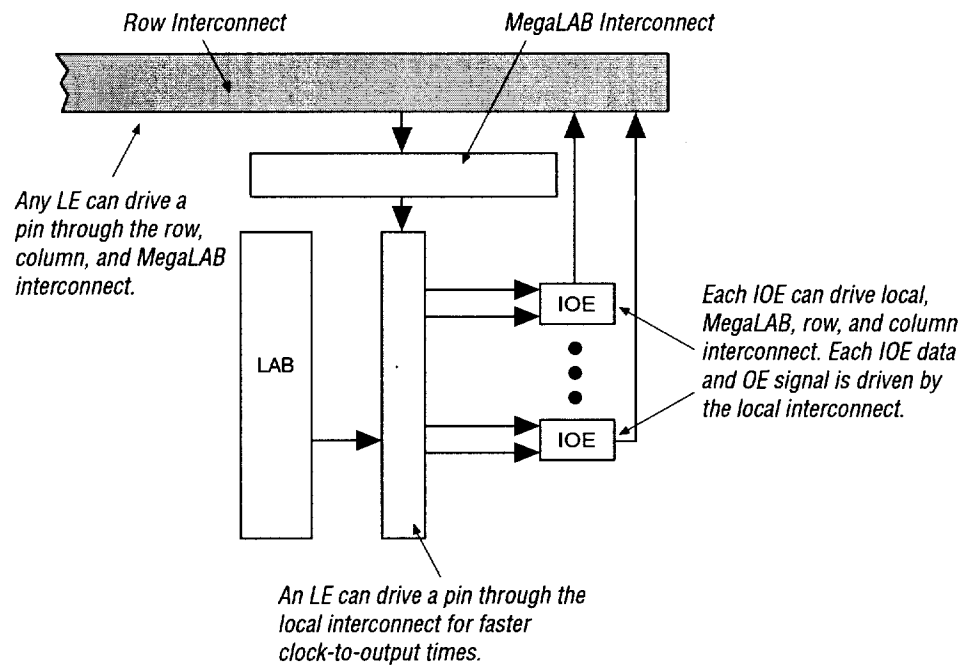 Row Interconnect
MegaLAB Interconnect
Any LE can drive a
pin through the row,
column, and MegaLAB
interconnect.
LAB
IOE
IOE
Each IOE can drive local,
MegaLAB, row, and column
interconnect. Each IOE data
and OE signal is driven by
the local interconnect.
An LE can drive a pin through the
local interconnect for faster
clock-to-output times.